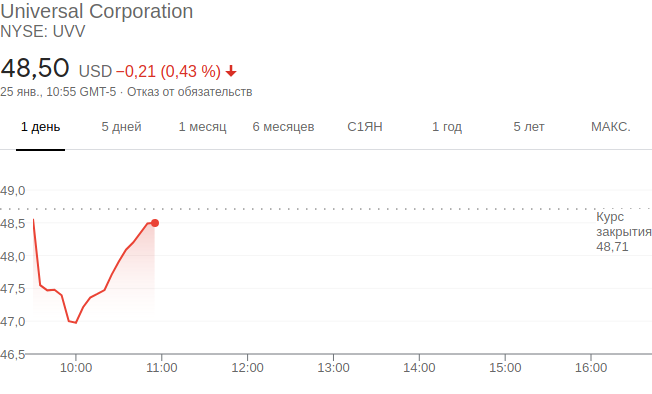 Universal Corporation
NYSE: UVV
48,50 USD −0,21 (0,43 %)
25 янв., 10:55 GMT-5 · Отказ от обязательств
1 день 5 дней 1 месяц 6 месяцев С1ЯН 1 год 5 лет МАКС.
49,0
Курс
48,5
закрытия
48,71
48,0
47,5
47,0
46,5
10:00 11:00 12:00 13:00 14:00 15:00 16:00